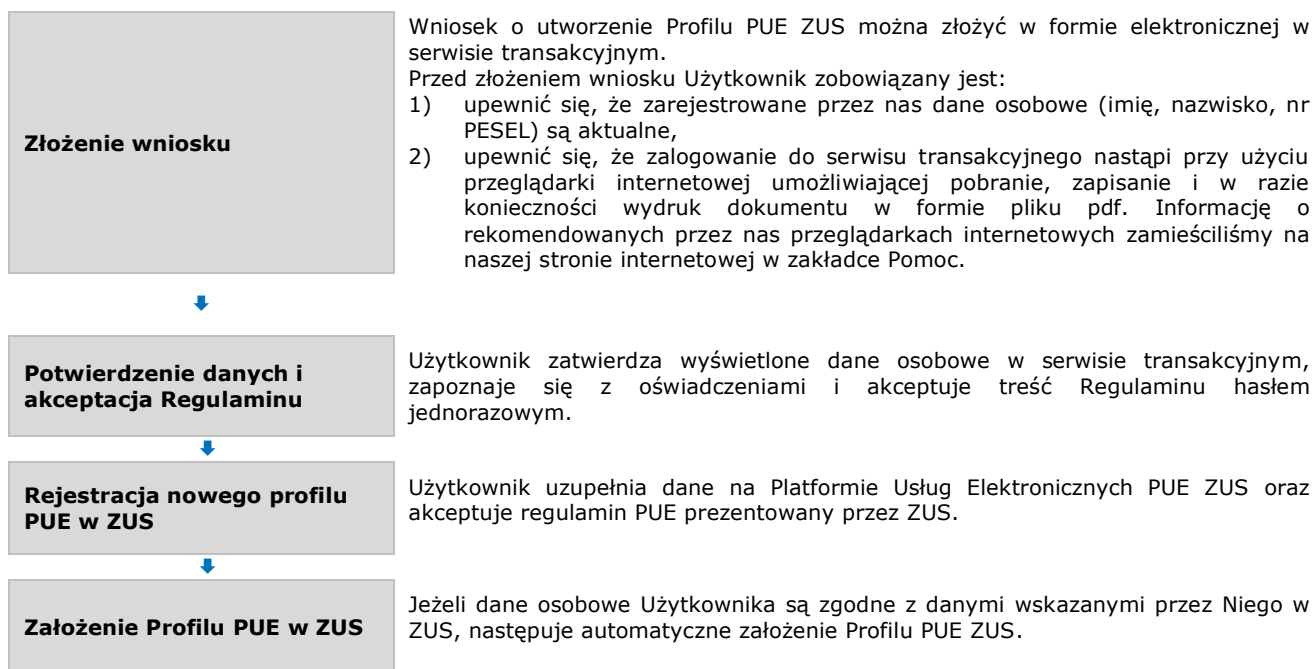 Złożenie wniosku
Wniosek o utworzenie Profilu PUE ZUS można złożyć w formie elektronicznej w
serwisie transakcyjnym.
Przed złożeniem wniosku Użytkownik zobowiązany jest:
1) upewnić się, że zarejestrowane przez nas dane osobowe (imię, nazwisko, nr
PESEL) są aktualne,
2) upewnić się, że zalogowanie do serwisu transakcyjnego nastąpi przy użyciu
przeglądarki internetowej umożliwiającej pobranie, zapisanie i w razie
konieczności wydruk dokumentu w formie pliku pdf. Informację o
rekomendowanych przez nas przeglądarkach internetowych zamieściliśmy na
naszej stronie internetowej w zakładce Pomoc.
Potwierdzenie danych i
akceptacja Regulaminu
Użytkownik zatwierdza wyświetlone dane osobowe w serwisie transakcyjnym,
zapoznaje się z oświadczeniami i akceptuje treść Regulaminu hasłem
jednorazowym.
Rejestracja nowego profilu
PUE w ZUS
Użytkownik uzupełnia dane na Platformie Usług Elektronicznych PUE ZUS oraz
akceptuje regulamin PUE prezentowany przez ZUS.
Założenie Profilu PUE w ZUS
Jeżeli dane osobowe Użytkownika są zgodne z danymi wskazanymi przez Niego w
ZUS, następuje automatyczne założenie Profilu PUE ZUS.